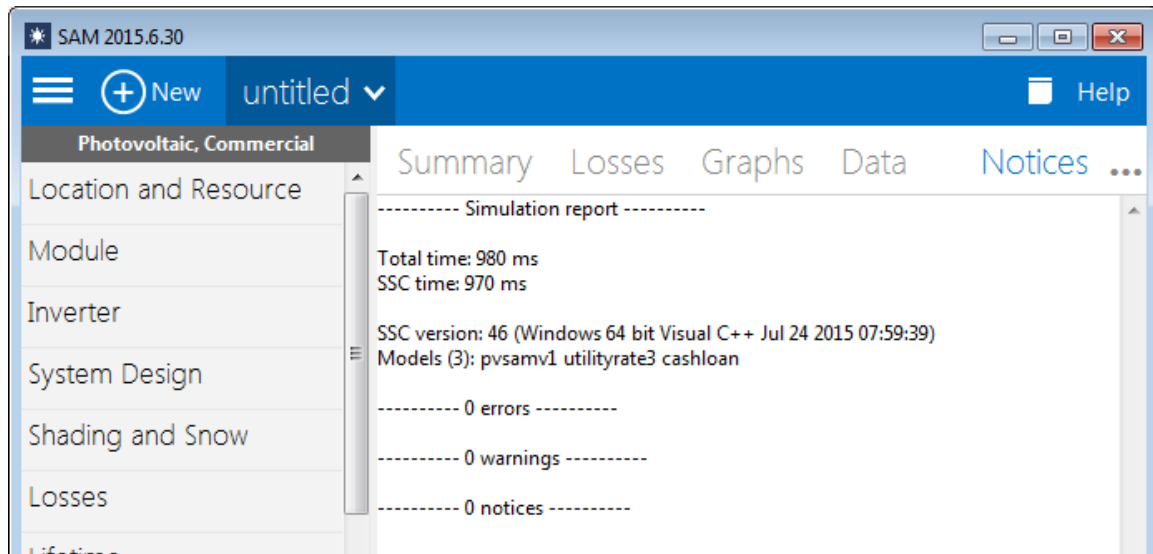 SAM 2015.6.30
New untitled Help
Photovoltaic, Commercial
Location and Resource
Module
Inverter
System Design
Shading and Snow
Losses
Lifetime
Summary Losses Graphs Data Notices ...
---------- Simulation report ----------
Total time: 980 ms
SSC time: 970 ms
SSC version: 46 (Windows 64 bit Visual C++ Jul 24 2015 07:59:39)
Models (3): pvsamv1 utilityrate3 cashloan
---------- 0 errors ----------
---------- 0 warnings ----------
---------- 0 notices ----------